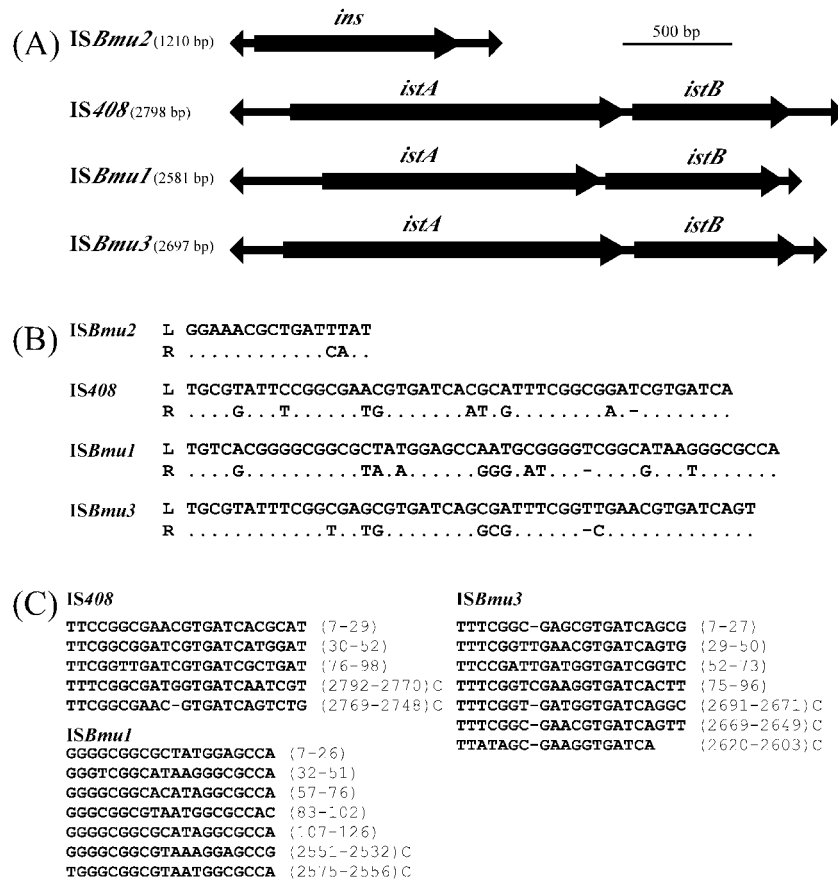 (A)
ins
ISBmu2 (1210 bp)
500 bp
istA istB
IS408 (2798 bp)
istA istB
ISBmu1 (2581 bp)
istA istB
ISBmu3 (2697 bp)
(B)
ISBmu2 L GGAAACGCTGATTTAT
R ............CA..
IS408 L TGCGTATTCCGGCGAACGTGATCACGCATTTCGGCGGATCGTGATCA
R ....G...T......TG........AT.G.........A.-........
ISBmu1 L TGTCACGGGGCGGCGCTATGGAGCCAATGCGGGGTCGGCATAAGGGCGCCA
R ....G..........TA.A.......GGG.AT...-....G...T.......
ISBmu3 L TGCGTATTTCGGCGAGCGTGATCAGCGATTTCGGTTGAACGTGATCAGT
R ............T..TG.........GCG......-C.............
(C)
IS408
TTCCGGCGAACGTGATCACGCAT (7-29)
TTTCGGCGGATCGTGATCATGGAT (30-52)
TTTCGGTTGATCGTGATCGCTGAT (76-98)
TTTCGGCGATGGTGATCAATCGT (2792-2770)C
TTCGGCGAAC-GTGATCAGTCTG (2769-2748)C
ISBmu1
GGGGCGGCGCTATGGAGCCA (7-26)
GGGTCGGCATAAGGGCGCCA (32-51)
GGGGCGGCACATAGGCGCCA (57-76)
GGGCGGCGTAATGGCGCCAC (83-102)
GGGGCGGCGCATAGGCGCCA (107-126)
GGGGCGGCGTAAAGGAGCCG (2551-2532)C
TGGGCGGCGTAATGGCGCCA (2575-2556)C
ISBmu3
TTTCGGC-GAGCGTGATCAGCG (7-27)
TTTCGGTTGAACGTGATCAGTG (29-50)
TTCCGATTGATGGTGATCGGTC (52-73)
TTTCGGTCGAAGGTGATCACTT (75-96)
TTTCGGT-GATGGTGATCAGGC (2691-2671)C
TTTCGGC-GAACGTGATCAGTT (2669-2649)C
TTATAGC-GAAGGTGATCA (2620-2603)C